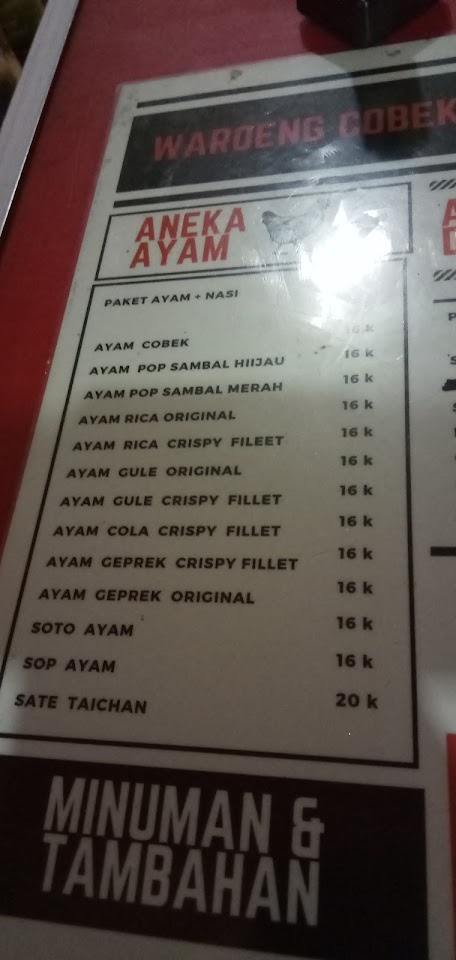 WAROENG COBEK
ANEKA
AYAM
PAKET AYAM + NASI
AYAM COBEK 16 k
AYAM POP SAMBAL HIIJAU 16 k
AYAM POP SAMBAL MERAH 16 k
AYAM RICA ORIGINAL 16 k
AYAM RICA CRISPY FILEET 16 k
AYAM GULE ORIGINAL 16 k
AYAM GULE CRISPY FILLET 16 k
AYAM COLA CRISPY FILLET 16 k
AYAM GEPREK CRISPY FILLET 16 k
AYAM GEPREK ORIGINAL 16 k
SOTO AYAM 16 k
SOP AYAM 16 k
SATE TAICHAN 20 k
MINUMAN &
TAMBAHAN